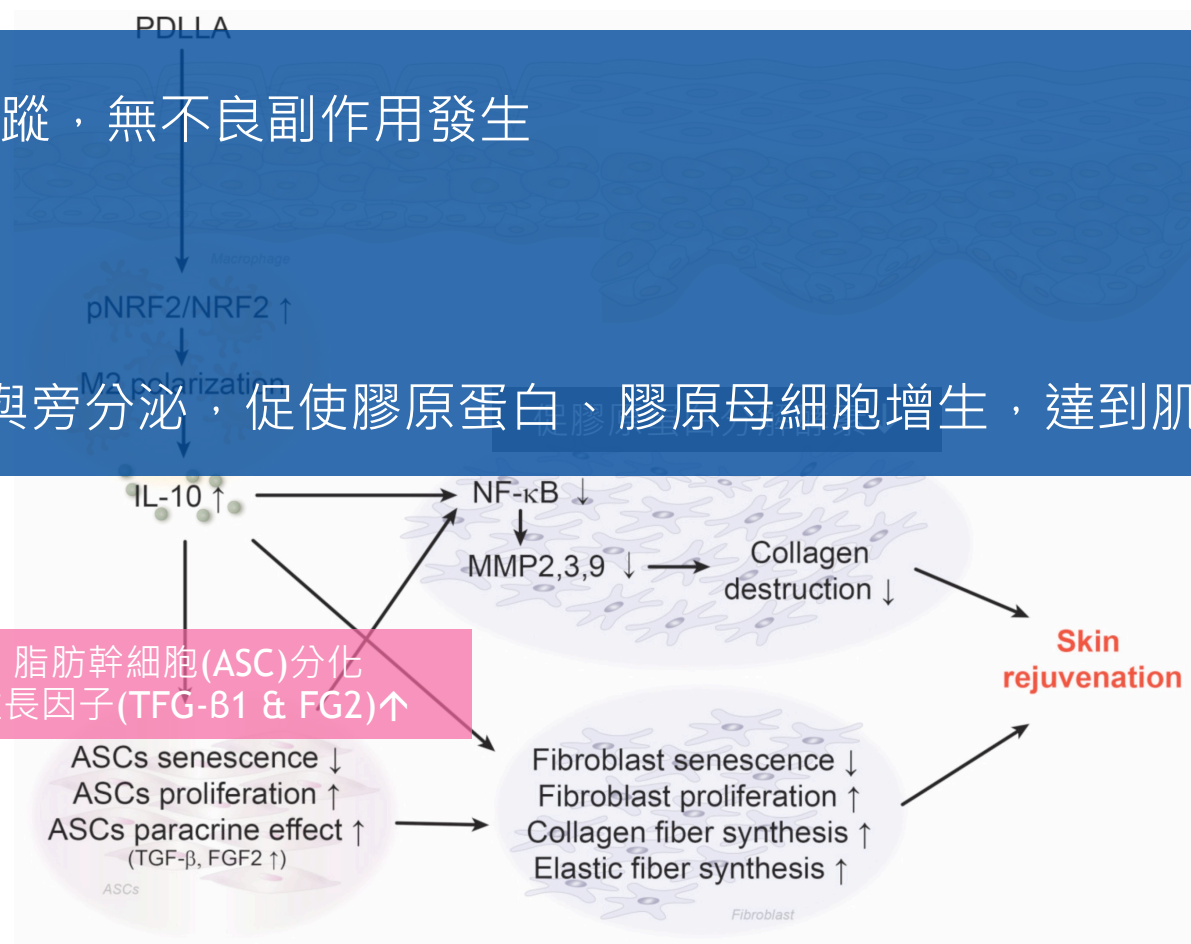 PDLLA
蹤，無不良副作用發生
Macrophage
pNRF2/NRF2 ↑
M2 polarization
與旁分泌，促使膠原蛋白、膠原母細胞增生，達到肌
IL-10 ↑
NF-κB ↓
MMP2,3,9 ↓
Collagen
destruction ↓
Skin
rejuvenation
脂肪幹細胞(ASC)分化
長因子(TFG-β1 & FG2)↑
ASCs senescence ↓
ASCs proliferation ↑
ASCs paracrine effect ↑
(TGF-β, FGF2 ↑)
ASCs
Fibroblast senescence ↓
Fibroblast proliferation ↑
Collagen fiber synthesis ↑
Elastic fiber synthesis ↑
Fibroblast